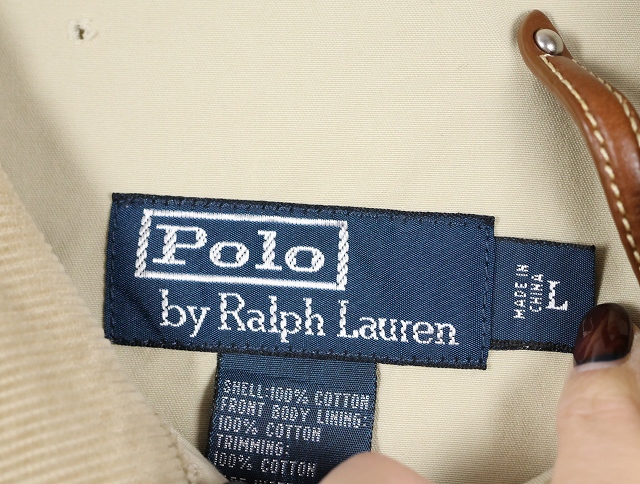 Polo
by Ralph Lauren
MADE IN
CHINA
L
SHELL:100% COTTON
FRONT BODY LINING:
100% COTTON
TRIMMING:
100% COTTON